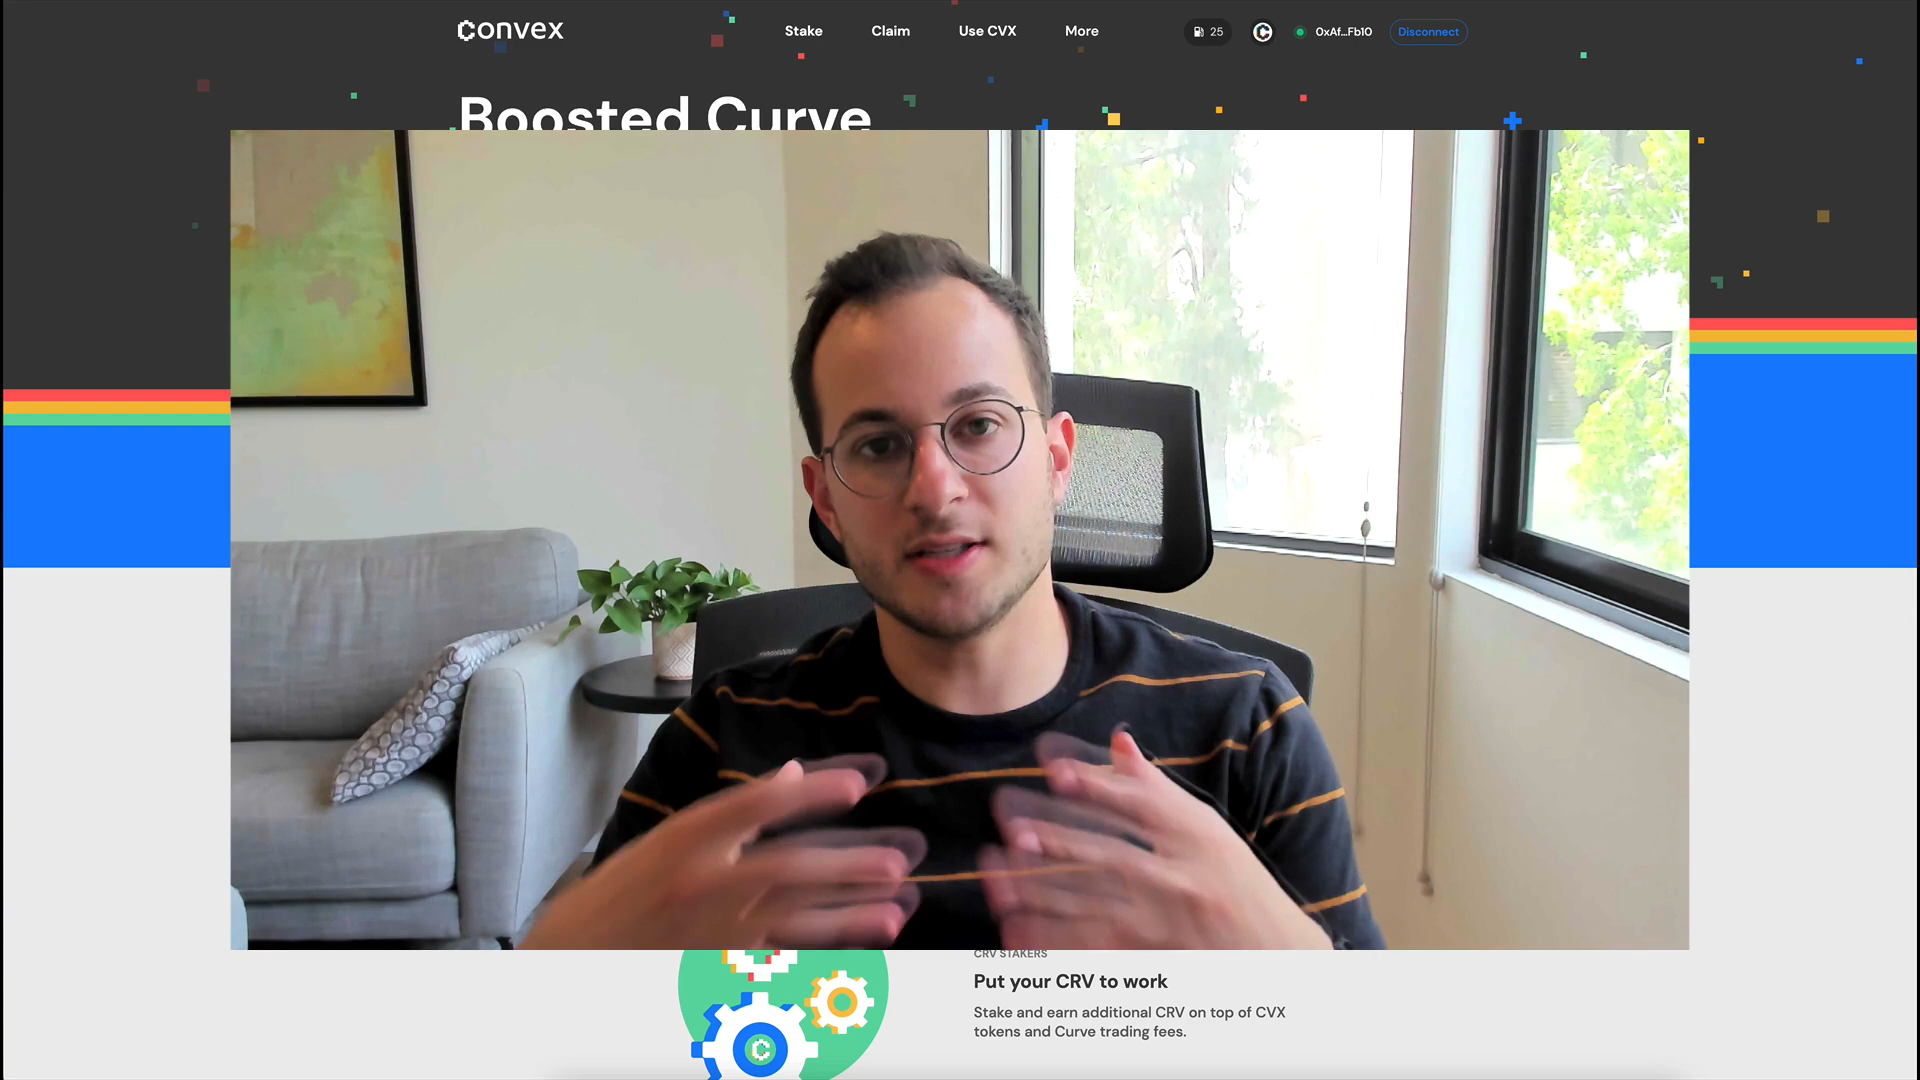 Convex
Stake
Claim
Use CVX
More
25
0xAf...Fb10
Disconnect
Boosted Curve
CRV STAKERS
Put your CRV to work
Stake and earn additional CRV on top of CVX
tokens and Curve trading fees.